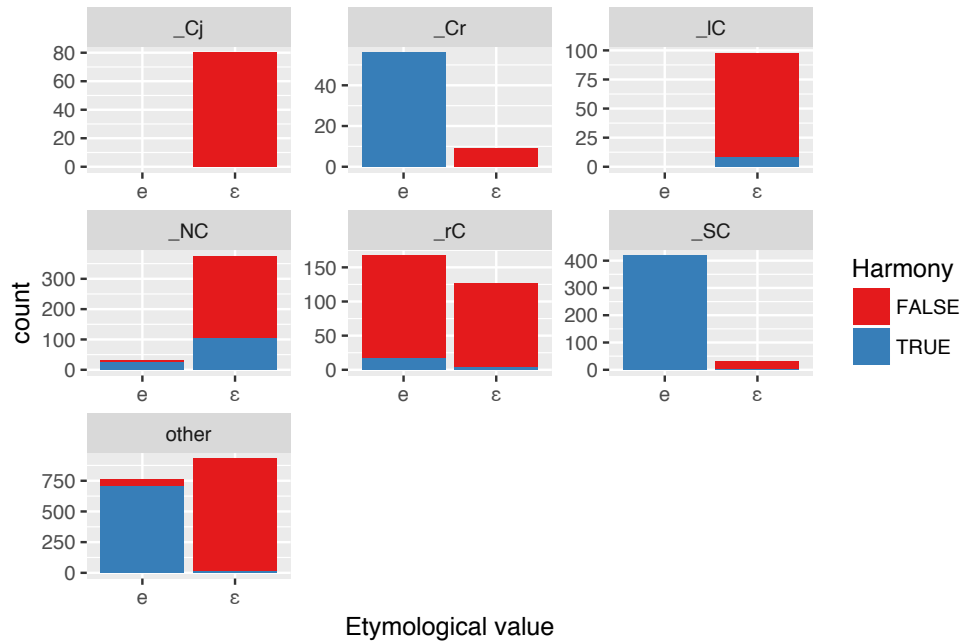 _Cj
_Cr
_lC
80
60
40
20
0
e ε
40
20
0
e ε
100
75
50
25
0
e ε
_NC
_rC
_SC
300
200
100
0
e ε
150
100
50
0
e ε
400
300
200
100
0
e ε
other
750
500
250
0
e ε
count
Etymological value
Harmony
FALSE
TRUE